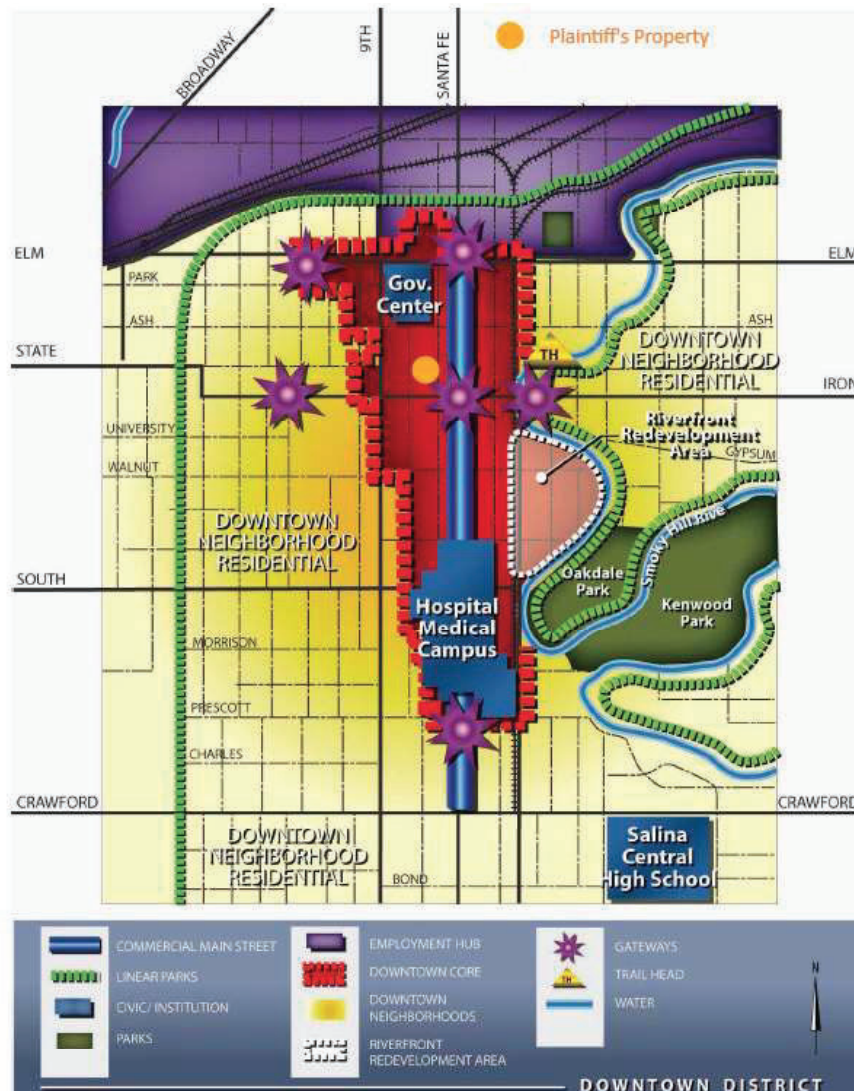 Plaintiff's Property
BROADWAY
9TH
SANTA FE
ELM
ELM
PARK
Gov.
Center
ASH
ASH
STATE
TH
DOWNTOWN
NEIGHBORHOOD
RESIDENTIAL
IRON
UNIVERSITY
Riverfront
Redevelopment
Area
GYPSUM
WALNUT
DOWNTOWN
NEIGHBORHOOD
RESIDENTIAL
Smoky Hill Rive
SOUTH
Oakdale
Park
Kenwood
Park
Hospital
Medical
Campus
MORRISON
PRESCOTT
CHARLES
CRAWFORD
CRAWFORD
DOWNTOWN
NEIGHBORHOOD
RESIDENTIAL
BOND
Salina
Central
High School
COMMERCIAL MAIN STREET
LINEAR PARKS
CIVIC/ INSTITUTION
PARKS
EMPLOYMENT HUB
DOWNTOWN CORE
DOWNTOWN
NEIGHBORHOODS
RIVERFRONT
REDEVELOPMENT AREA
GATEWAYS
TH
TRAIL HEAD
WATER
N
DOWNTOWN DISTRICT